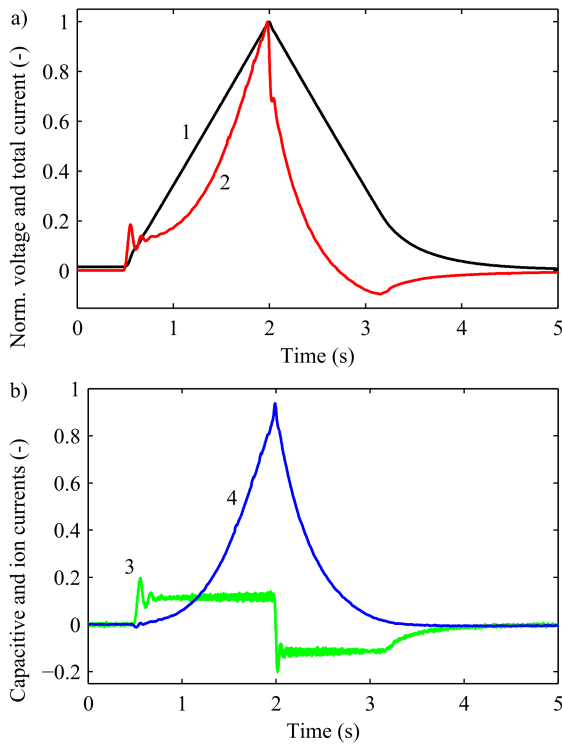 a)
Norm. voltage and total current (-)
1
0.8
0.6
0.4
0.2
0
1
2
0 1 2 3 4 5
Time (s)
b)
Capacitive and ion currents (-)
1
0.8
0.6
0.4
0.2
0
−0.2
4
3
0 1 2 3 4 5
Time (s)